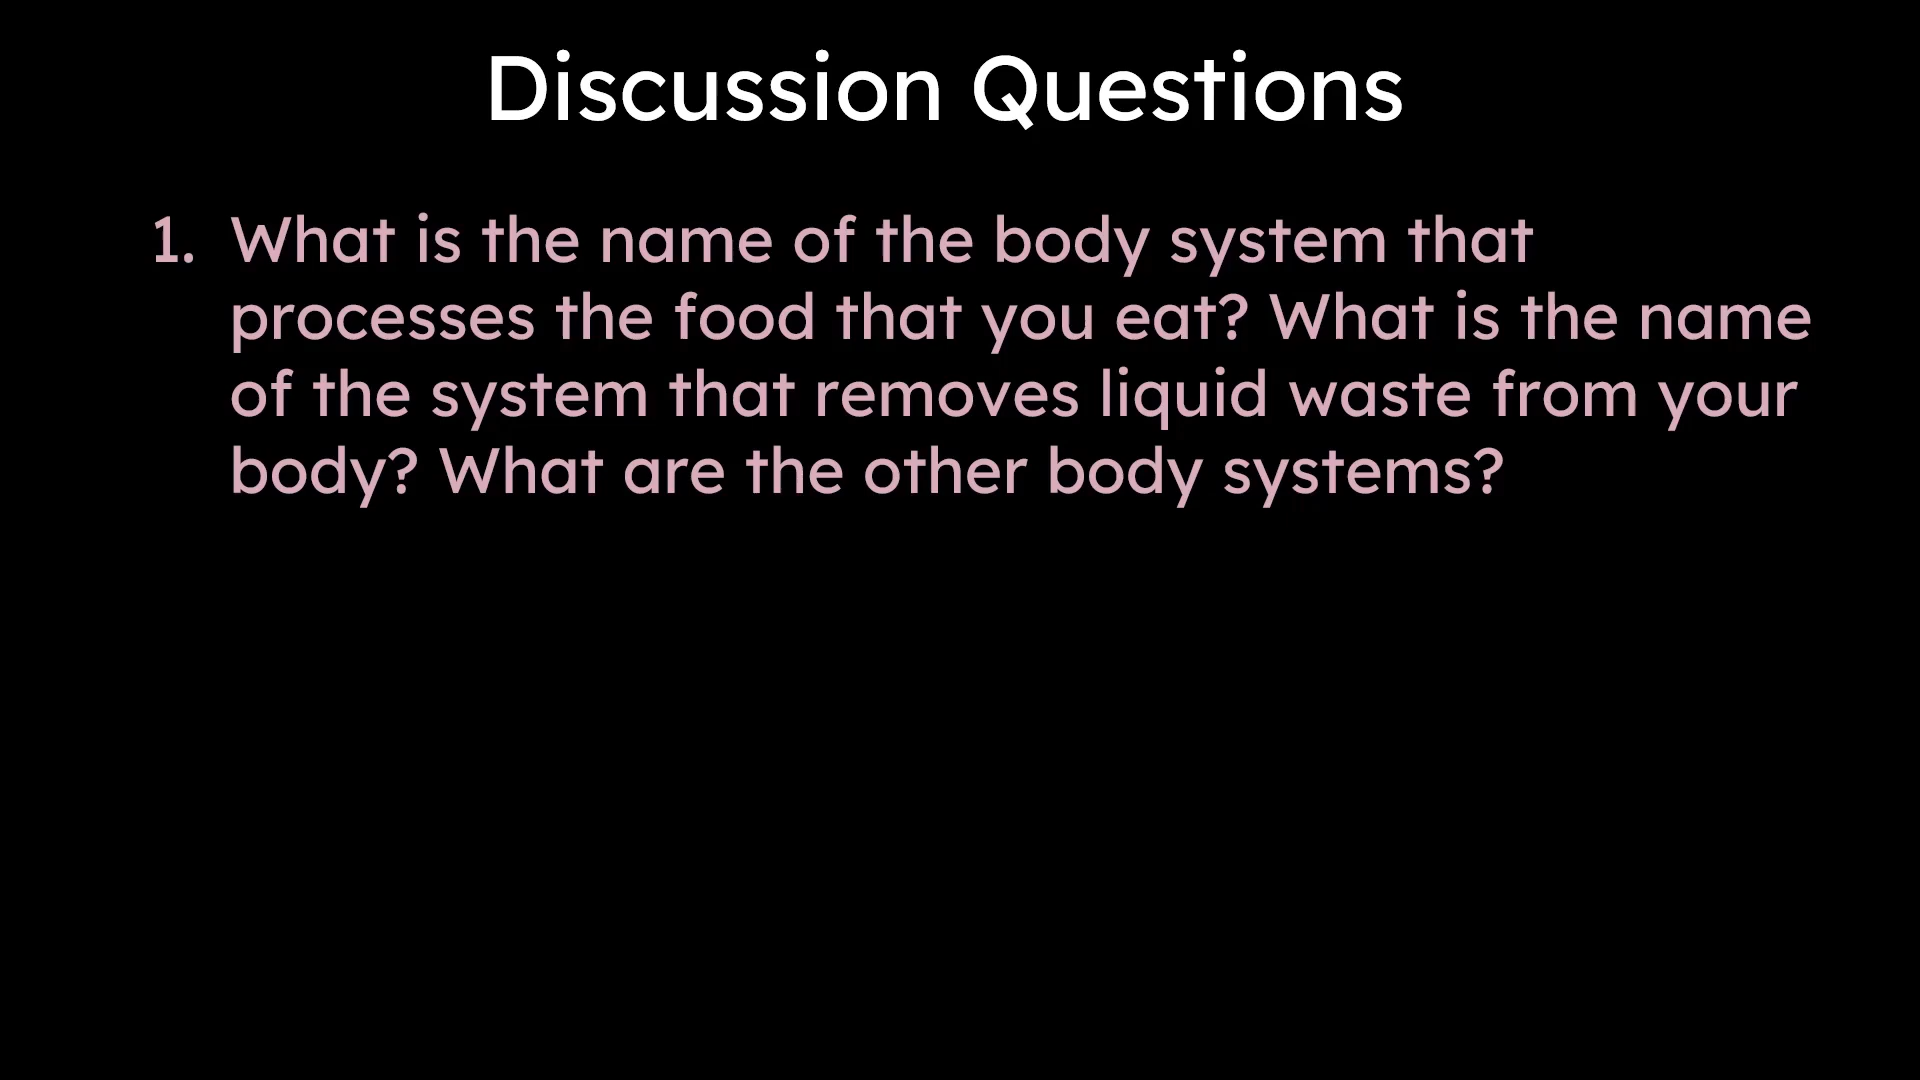 Discussion Questions
1. What is the name of the body system that
processes the food that you eat? What is the name
of the system that removes liquid waste from your
body? What are the other body systems?